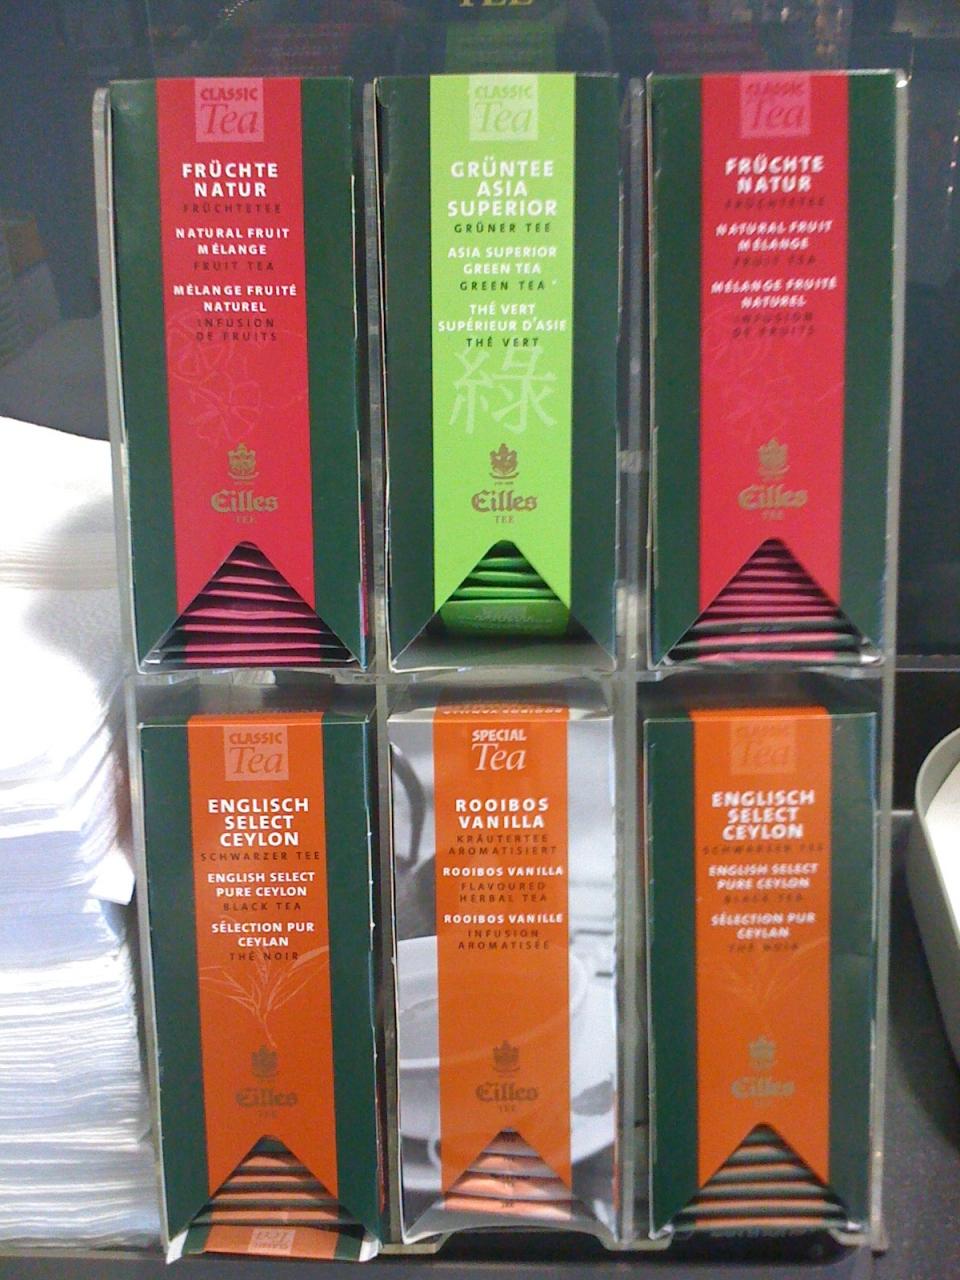 TEE
CLASSIC
Tea
FRÜCHTE
NATUR
FRÜCHTETEE
NATURAL FRUIT
MÉLANGE
FRUIT TEA
MÉLANGE FRUITÉ
NATUREL
INFUSION
DE FRUITS
Eilles
TEE
CLASSIC
Tea
GRÜNTEE
ASIA
SUPERIOR
GRÜNER TEE
ASIA SUPERIOR
GREEN TEA
GREEN TEA
THÉ VERT
SUPÉRIEUR D'ASIE
THÉ VERT
綠
Eilles
TEE
CLASSIC
Tea
FRÜCHTE
NATUR
FRÜCHTETEE
NATURAL FRUIT
MÉLANGE
FRUIT TEA
MÉLANGE FRUITÉ
NATUREL
INFUSION
DE FRUITS
Eilles
TEE
CLASSIC
Tea
ENGLISCH
SELECT
CEYLON
SCHWARZER TEE
ENGLISH SELECT
PURE CEYLON
BLACK TEA
SÉLECTION PUR
CEYLAN
THÉ NOIR
Eilles
TEE
CLASSIC
Tea
SPECIAL
Tea
ROOIBOS
VANILLA
KRÄUTERTEE
AROMATISIERT
ROOIBOS VANILLA
FLAVOURED
HERBAL TEA
ROOIBOS VANILLE
INFUSION
AROMATISÉE
Eilles
TEE
CLASSIC
Tea
ENGLISCH
SELECT
CEYLON
SCHWARZER TEE
ENGLISH SELECT
PURE CEYLON
BLACK TEA
SÉLECTION PUR
CEYLAN
THÉ NOIR
Eilles
TEE